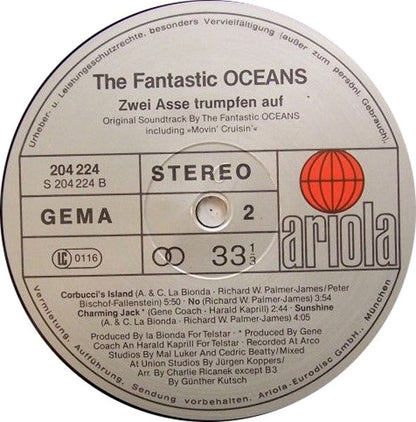 Urheber- u. Leistungsschutzrechte, besonders Vervielfältigung (außer zum persönl. Gebrauch),
The Fantastic OCEANS
Zwei Asse trumpfen auf
Original Soundtrack By The Fantastic OCEANS
including »Movin' Cruisin'«
204 224
S 204 224 B
STEREO
GEMA
2
LC 0116
33 1/3
ariola
Corbucci's Island (A. & C. La Bionda - Richard W. Palmer-James/Peter
Bischof-Fallenstein) 5:50 · No (Richard W. Palmer-James) 3:54
Charming Jack* (Gene Coach - Harald Kaprill) 2:44 · Sunshine
(A. & C. La Bionda - Richard W. Palmer-James) 4:05
Produced By la Bionda For Telstar · * Produced By Gene
Coach An Harald Kaprill For Telstar · Recorded At Arco
Studios By Mal Luker And Cedric Beatty/Mixed
At Union Studios By Jürgen Koppers/
Arr. By Charlie Ricanek except B 3
By Günther Kutsch
Vermietung, Aufführung, Sendung vorbehalten. Ariola-Eurodisc GmbH., München